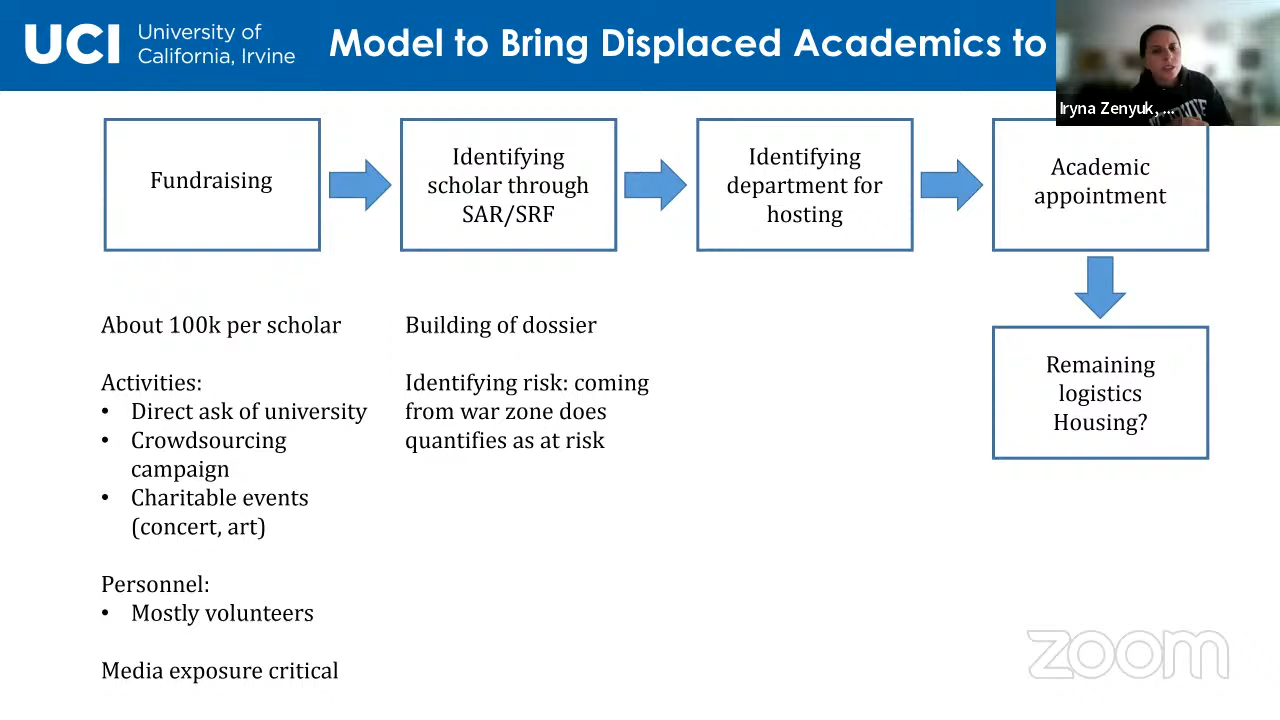 UCI
University of
California, Irvine
Model to Bring Displaced Academics to
Iryna Zenyuk, ...
Fundraising
Identifying
scholar through
SAR/SRF
Identifying
department for
hosting
Academic
appointment
Remaining
logistics
Housing?
About 100k per scholar
Activities:
• Direct ask of university
• Crowdsourcing
campaign
• Charitable events
(concert, art)
Personnel:
• Mostly volunteers
Media exposure critical
Building of dossier
Identifying risk: coming
from war zone does
quantifies as at risk
zoom